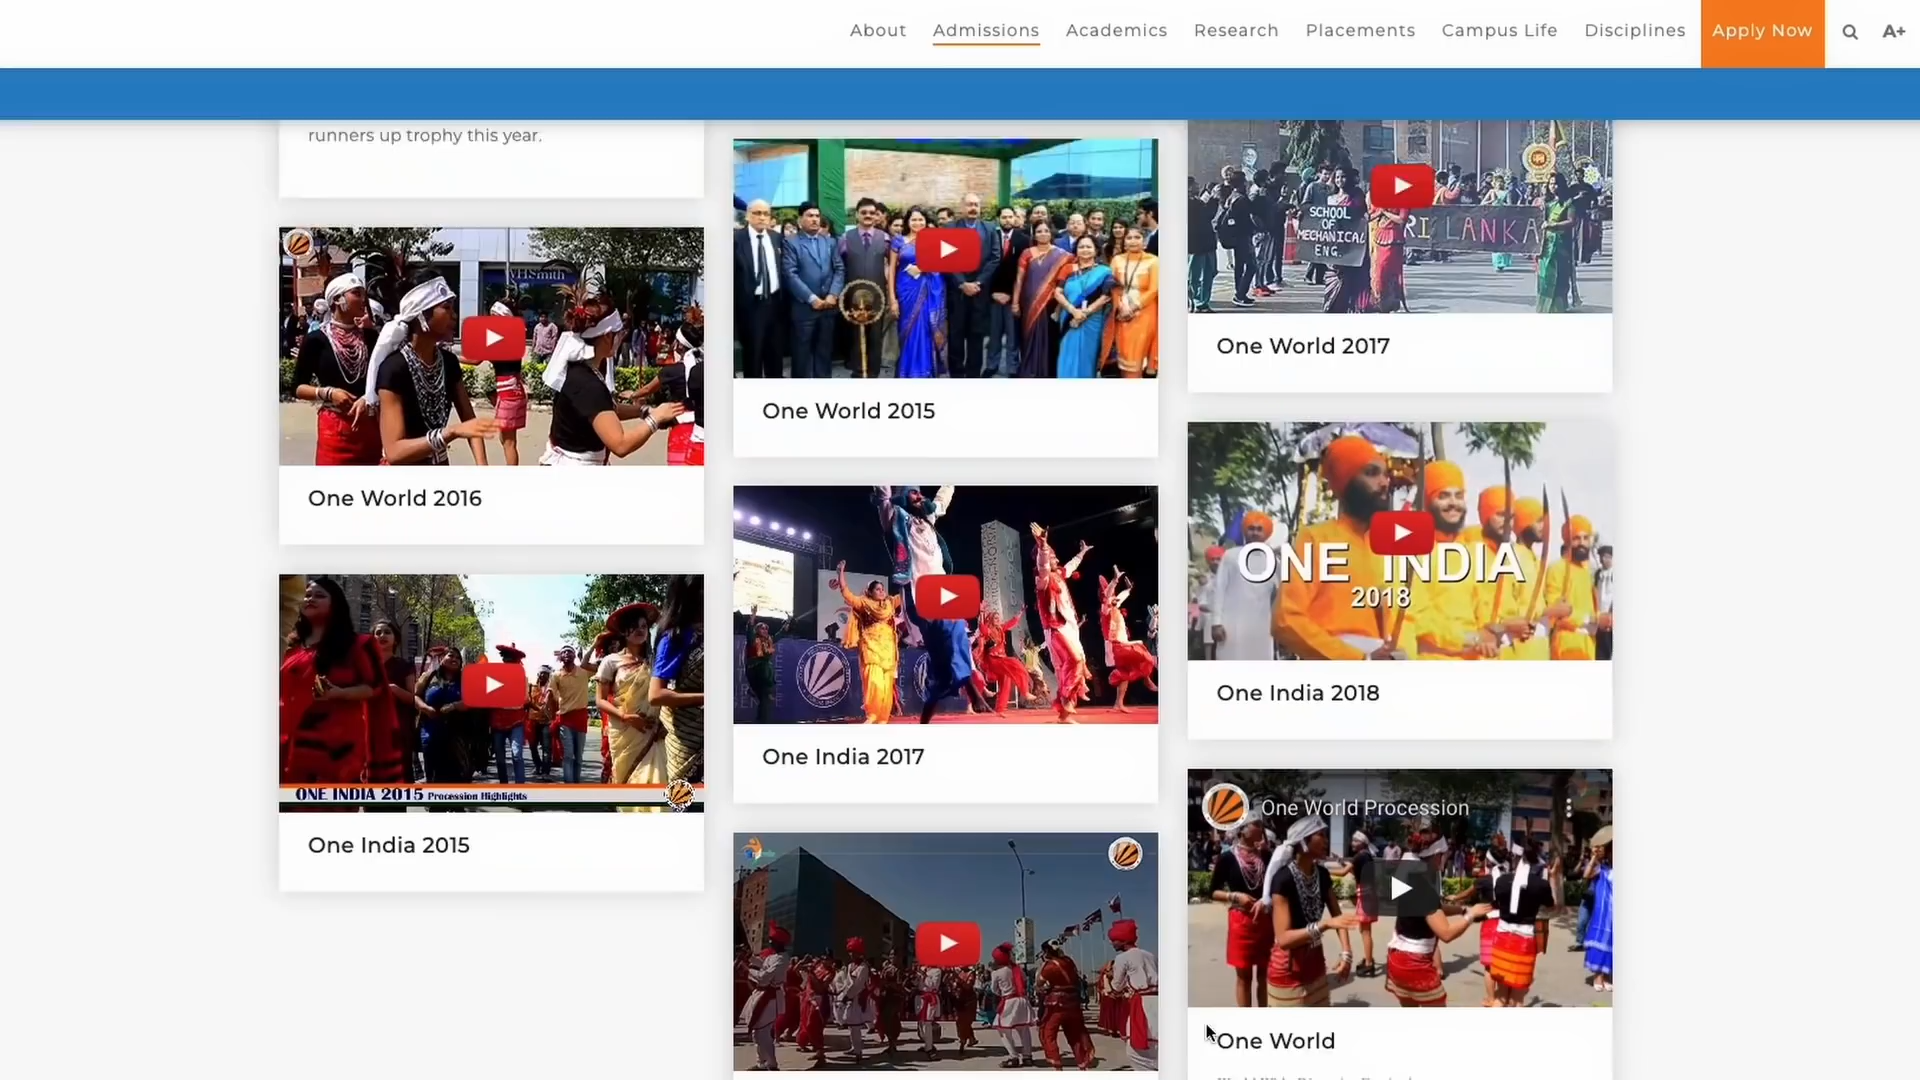 About Admissions Academics Research Placements Campus Life Disciplines Apply Now A+
runners up trophy this year.
WHSmith
One World 2016
ONE INDIA 2015 Procession Highlights
One India 2015
One World 2015
One India 2017
SCHOOL
OF
MECHANICAL
ENG.
RI LANKA
One World 2017
ONE INDIA
2018
One India 2018
One World Procession
One World